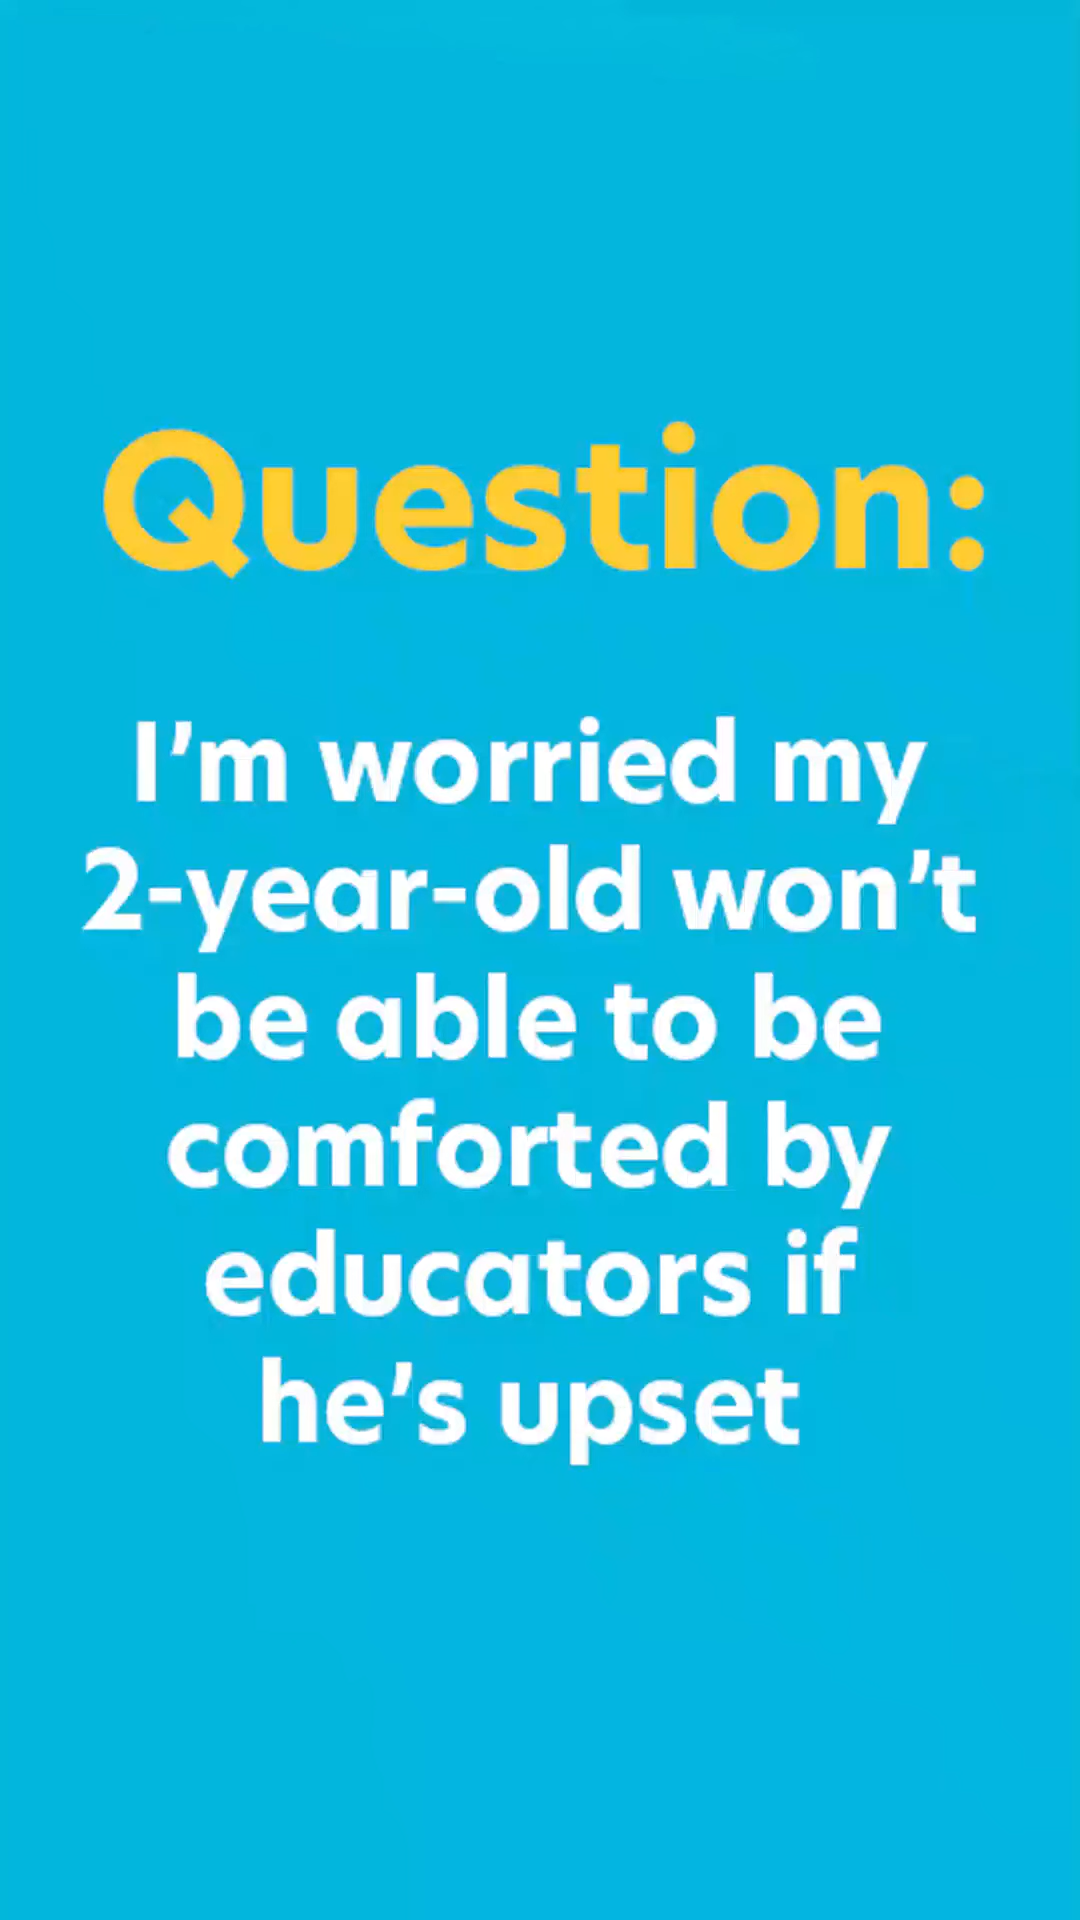 Question:
I’m worried my
2-year-old won’t
be able to be
comforted by
educators if
he’s upset